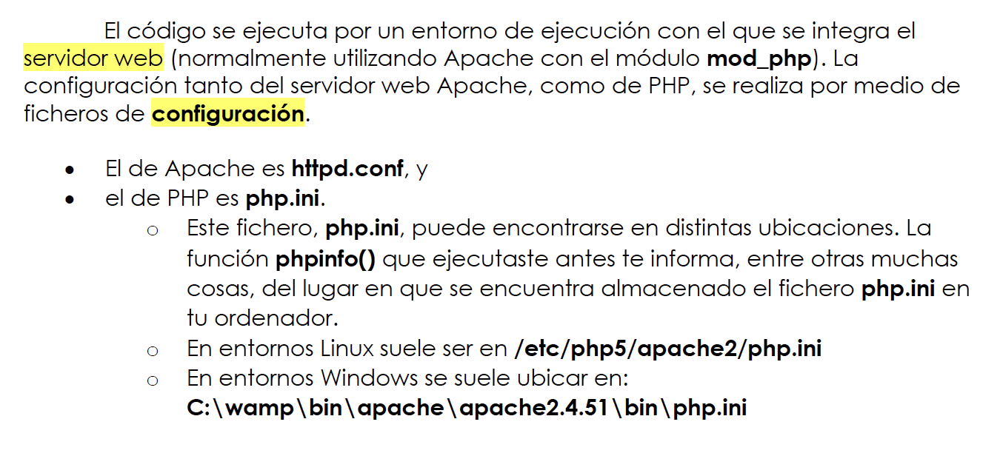 El código se ejecuta por un entorno de ejecución con el que se integra el
servidor web (normalmente utilizando Apache con el módulo mod_php). La
configuración tanto del servidor web Apache, como de PHP, se realiza por medio de
ficheros de configuración.
• El de Apache es httpd.conf, y
• el de PHP es php.ini.
o Este fichero, php.ini, puede encontrarse en distintas ubicaciones. La
función phpinfo() que ejecutaste antes te informa, entre otras muchas
cosas, del lugar en que se encuentra almacenado el fichero php.ini en
tu ordenador.
o En entornos Linux suele ser en /etc/php5/apache2/php.ini
o En entornos Windows se suele ubicar en:
C:\wamp\bin\apache\apache2.4.51\bin\php.ini